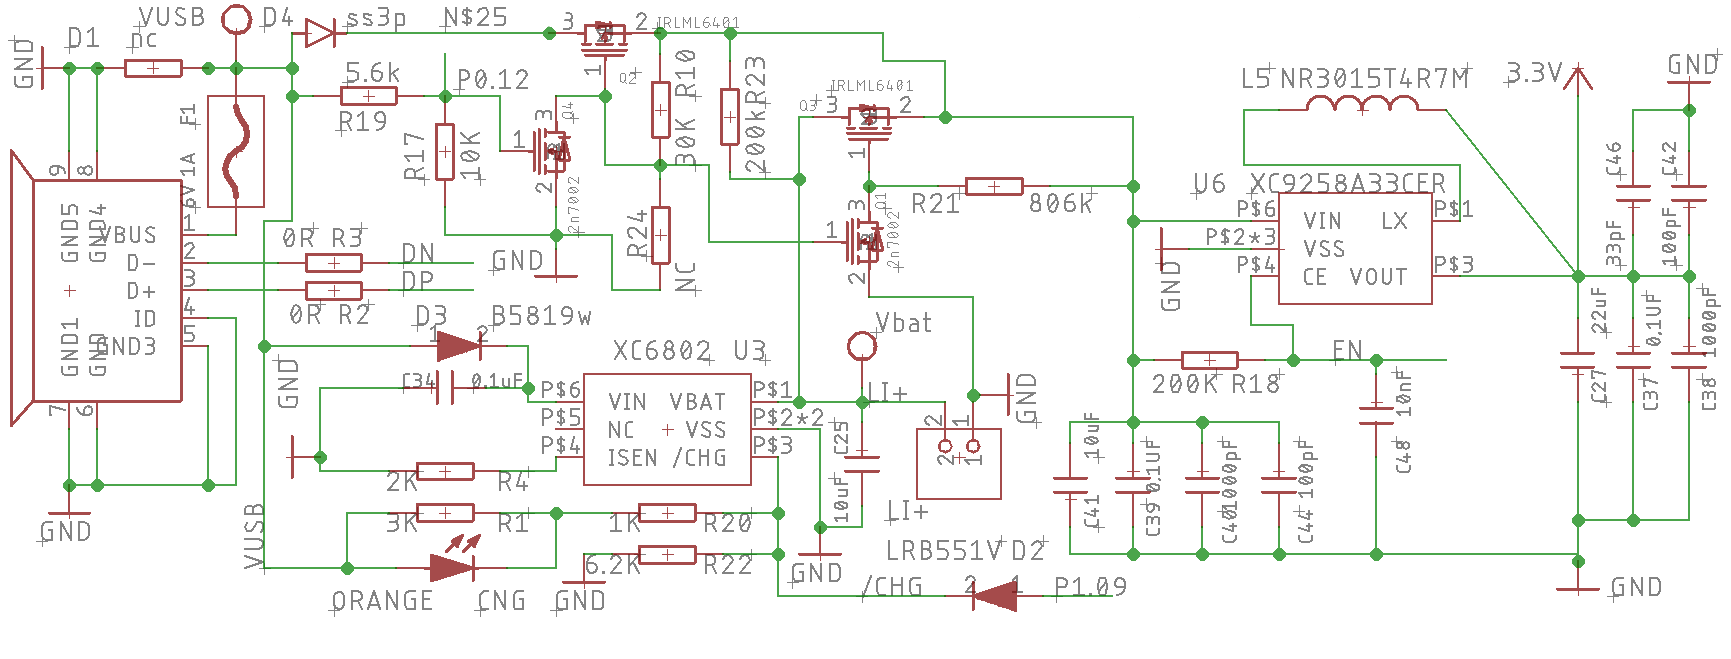 VUSB
D4
ss3p
N$25
3
2
IRLML6401
D1
nc
GND
Q2
1
5.6k
P0.12
R19
F1
6V 1A
R17
10K
3
Q4
1
2
2n7002
R10
30K
R23
200k
IRLML6401
Q3
3
2
1
R21
806k
Q1
3
1
2
2n7002
R24
NC
GND
L5 NR3015T4R7M
3.3V
GND
C46
33pF
C42
100pF
U6
XC9258A33CER
P$6
VIN
LX
P$1
P$2*3
VSS
P$4
CE
VOUT
P$3
GND
9
8
GND5
GND4
VBUS
1
D-
2
D+
3
ID
4
GND3
5
GND1
GND
7
6
GND
0R R3
DN
DP
0R R2
D3
1
2
B5819w
GND
C34
0.1uF
XC6802
U3
P$6
VIN
VBAT
P$1
P$5
NC
VSS
P$2*2
P$4
ISEN
/CHG
P$3
2K
R4
3K
R1
1K
R20
6.2K
R22
VUSB
ORANGE
CNG
GND
Vbat
LI+
C25
10uF
GND
2
1
2
1
LI+
GND
LRB551V
D2
/CHG
2
1
P1.09
200K R18
EN
C48
10nF
C41
10uF
C39
0.1uF
C40
1000pF
C44
100pF
C27
22uF
C37
0.1uF
C38
1000pF
GND